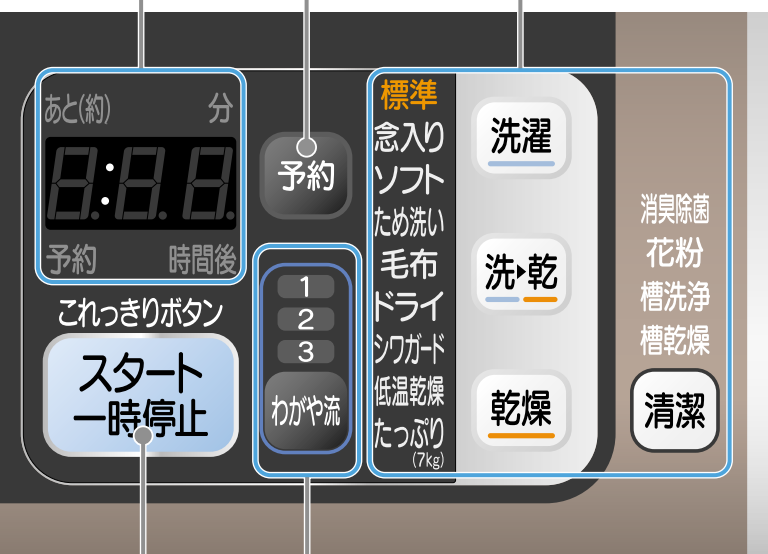 あと(約) 分
8:88
予約 時間後
これっきりボタン
スタート
一時停止
予約
1
2
3
わがや流
標準
念入り
ソフト
ため洗い
毛布
ドライ
シワガード
低温乾燥
たっぷり
(7kg)
洗濯
洗▸乾
乾燥
消臭除菌
花粉
槽洗浄
槽乾燥
清潔